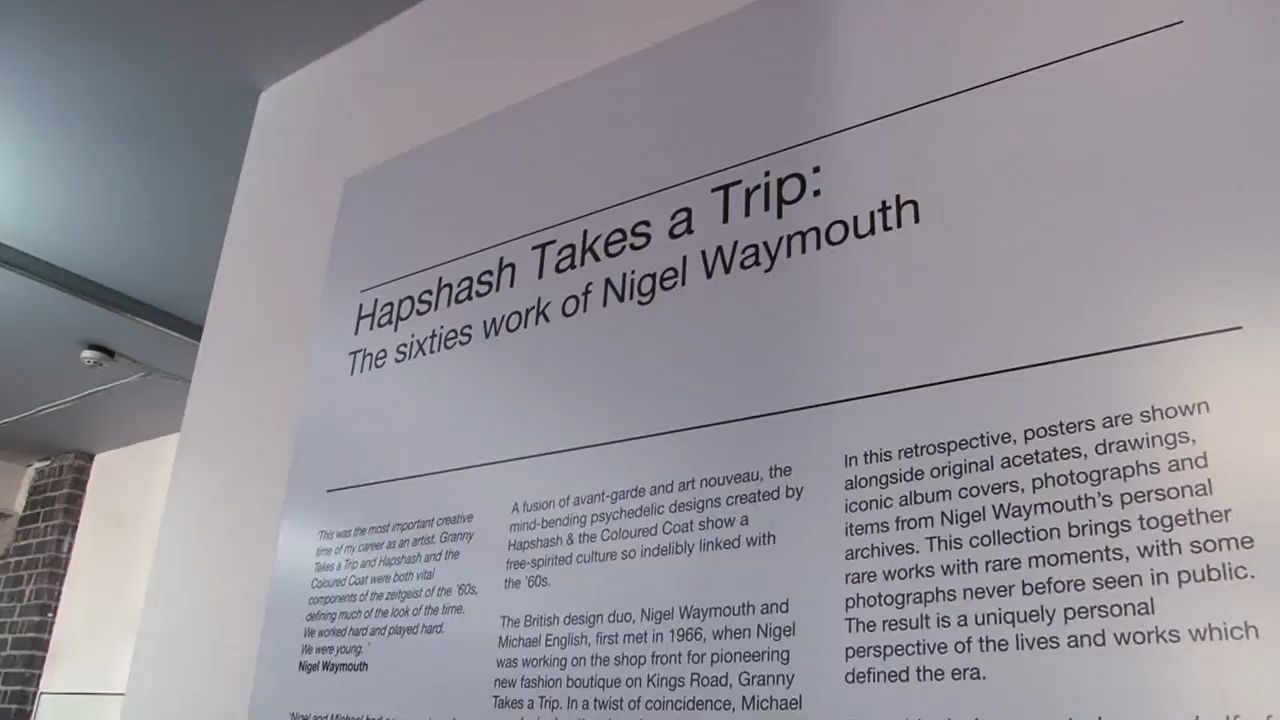 Hapshash Takes a Trip:
The sixties work of Nigel Waymouth
'This was the most important creative
time of my career as an artist. Granny
Takes a Trip and Hapshash and the
Coloured Coat were both vital
components of the zeitgeist of the '60s,
defining much of the look of the time.
We worked hard and played hard.
We were young. '
Nigel Waymouth
A fusion of avant-garde and art nouveau, the
mind-bending psychedelic designs created by
Hapshash & the Coloured Coat show a
free-spirited culture so indelibly linked with
the '60s.
The British design duo, Nigel Waymouth and
Michael English, first met in 1966, when Nigel
was working on the shop front for pioneering
new fashion boutique on Kings Road, Granny
Takes a Trip. In a twist of coincidence, Michael
In this retrospective, posters are shown
alongside original acetates, drawings,
iconic album covers, photographs and
items from Nigel Waymouth's personal
archives. This collection brings together
rare works with rare moments, with some
photographs never before seen in public.
The result is a uniquely personal
perspective of the lives and works which
defined the era.